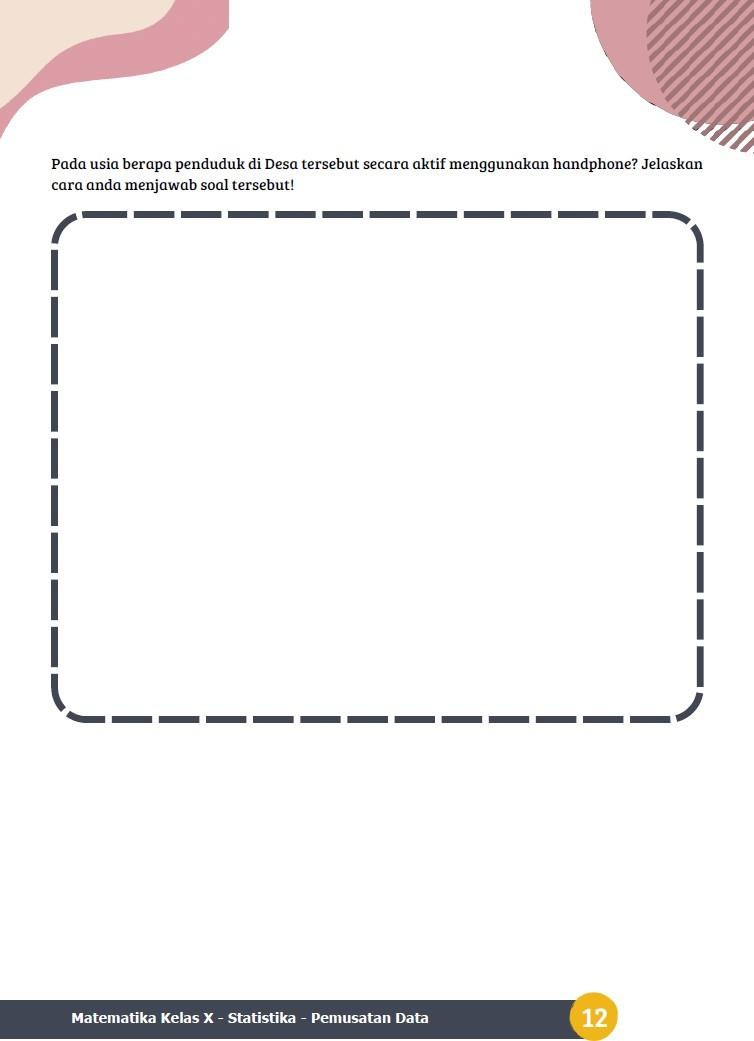 Pada usia berapa penduduk di Desa tersebut secara aktif menggunakan handphone? Jelaskan
cara anda menjawab soal tersebut!
Matematika Kelas X - Statistika - Pemusatan Data
12